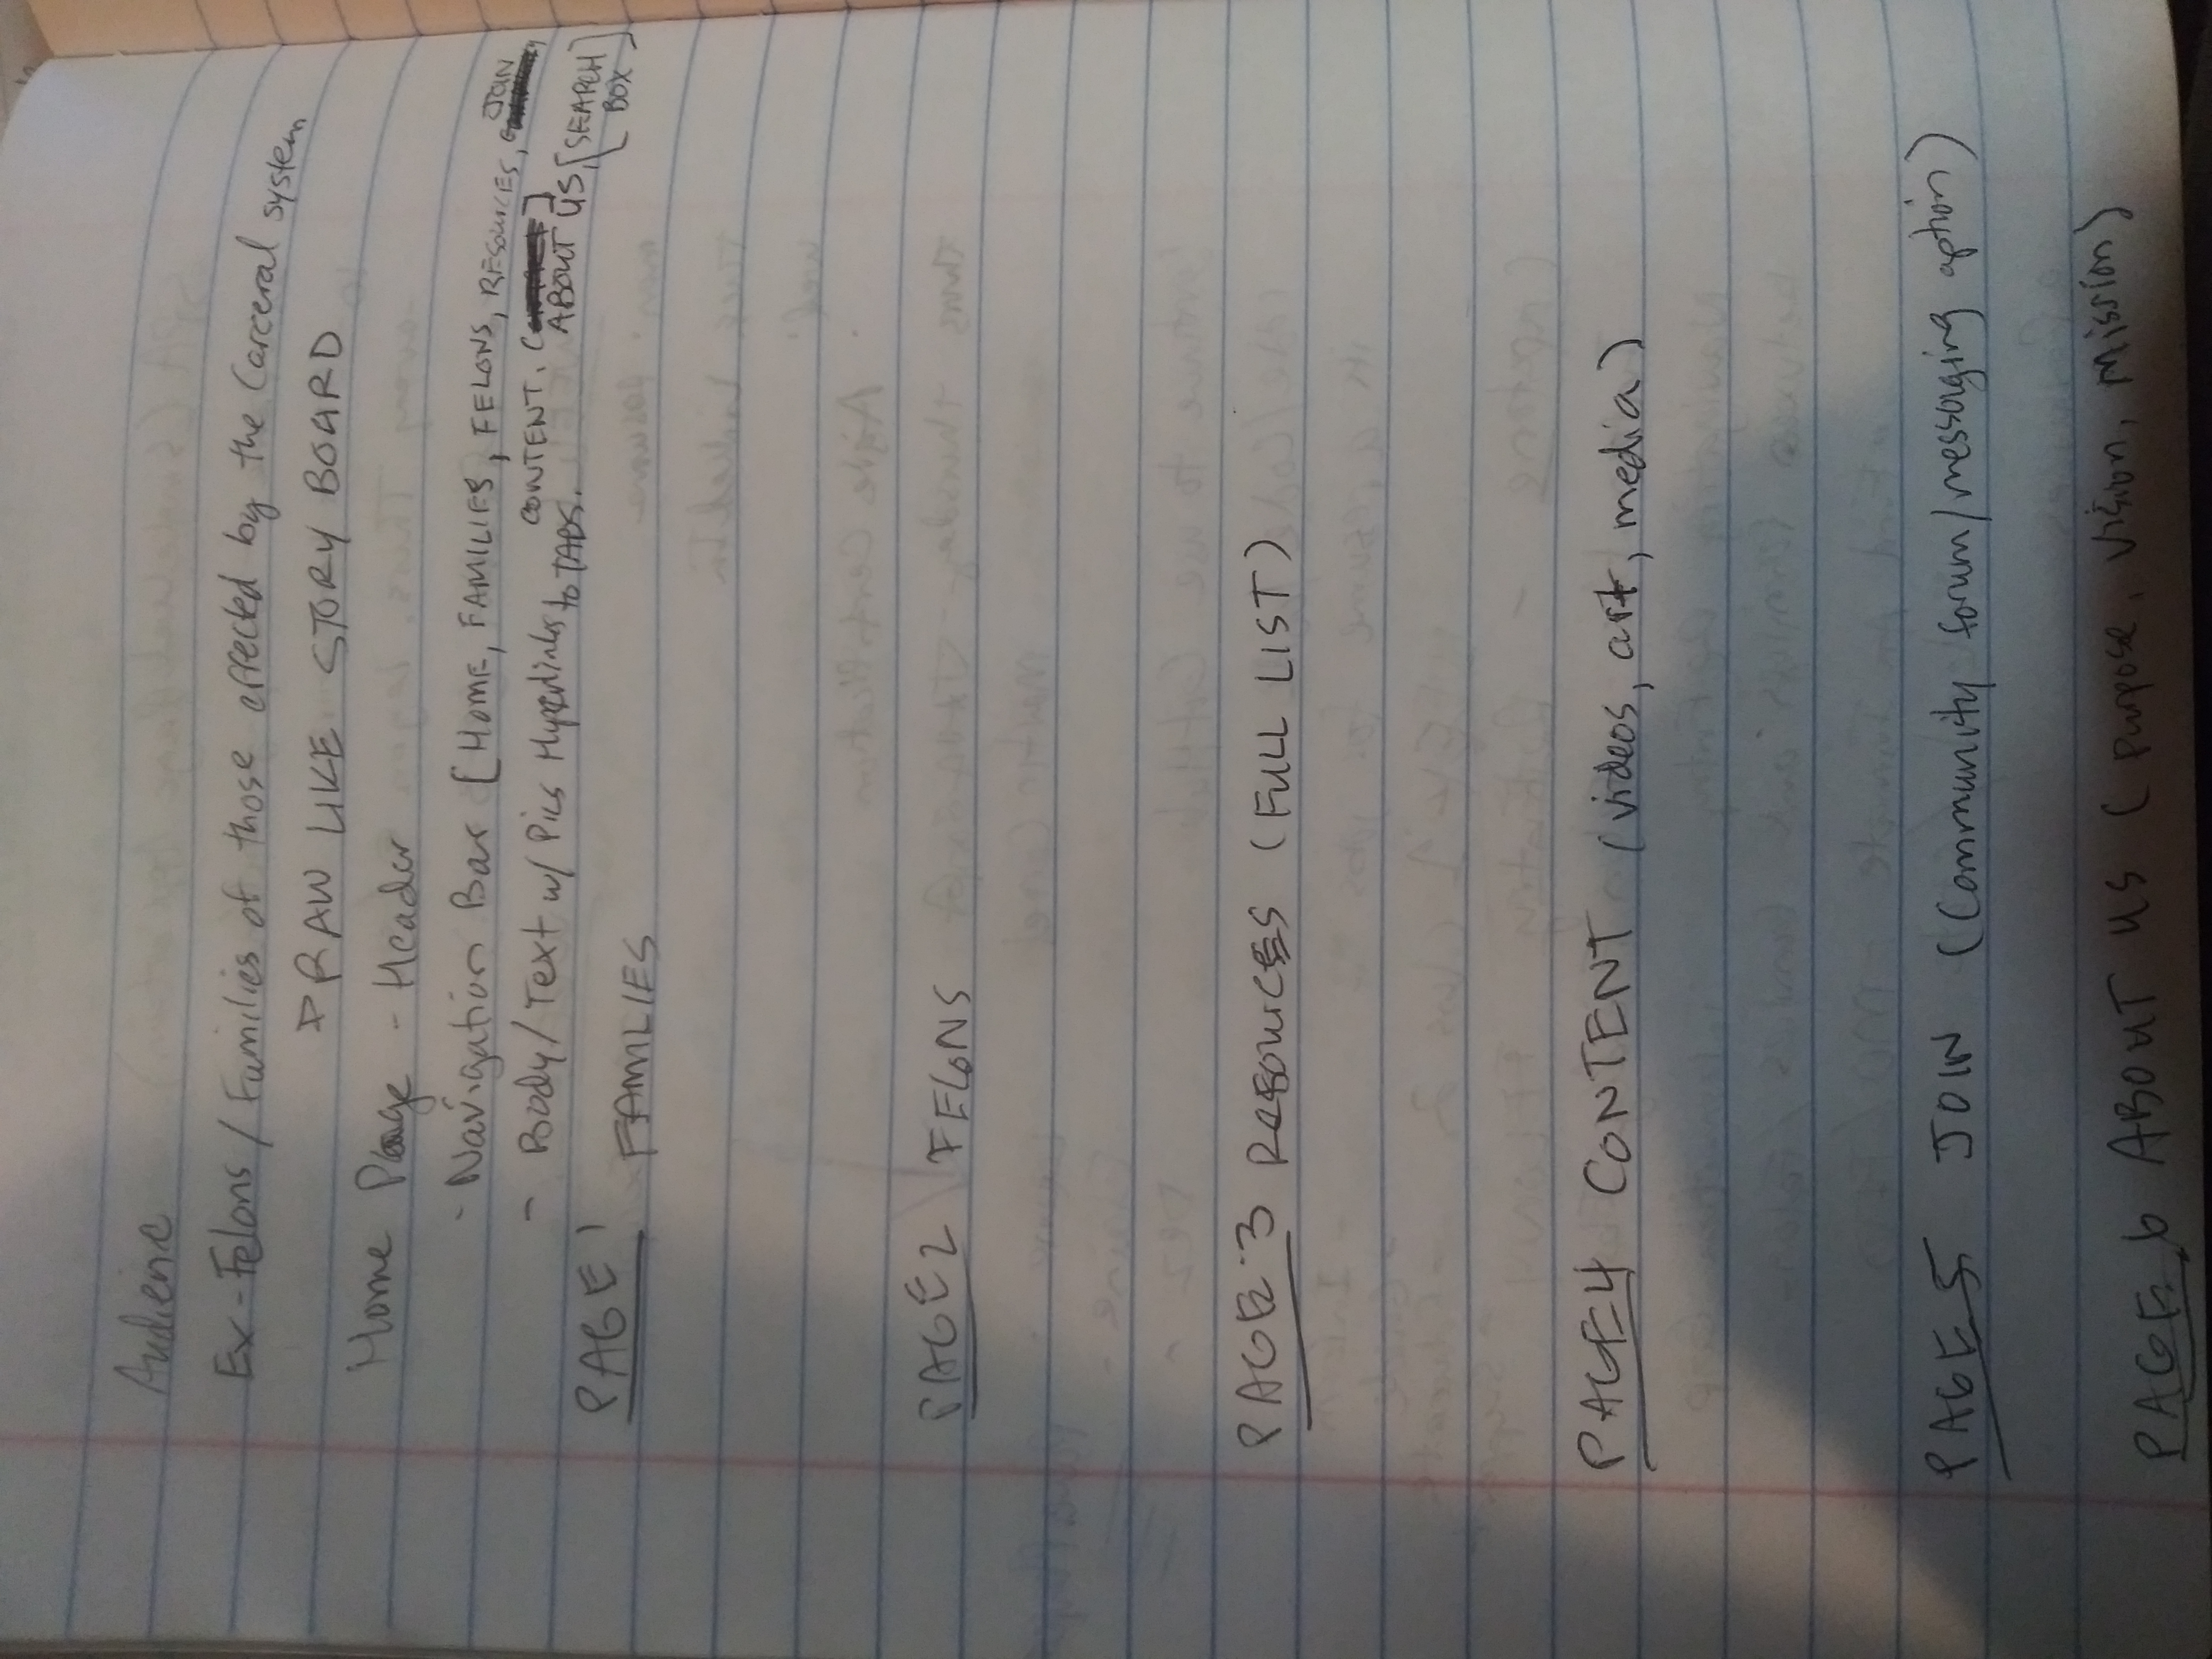 Audience
Ex-Felons / Families of those effected by the Carceral system
DRAW LIKE STORY BOARD
Home Page - Header
- Navigation Bar [HOME, FAMILIES, FELONS, RESOURCES, JOIN
CONTENT, ABOUT US, [SEARCH BOX]
- Body/Text w/ Pics Hyperlinks to TABS.
PAGE 1 FAMILIES
PAGE 2 FELONS
PAGE 3 RESOURCES (FULL LIST)
PAGE 4 CONTENT (videos, art, media)
PAGE 5 JOIN (Community forum/messaging option)
PAGE 6 ABOUT US (purpose, vision, mission)